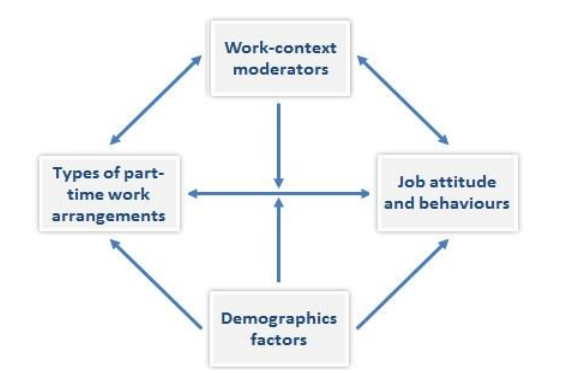 Work-context
moderators
Types of part-
time work
arrangements
Job attitude
and behaviours
Demographics
factors